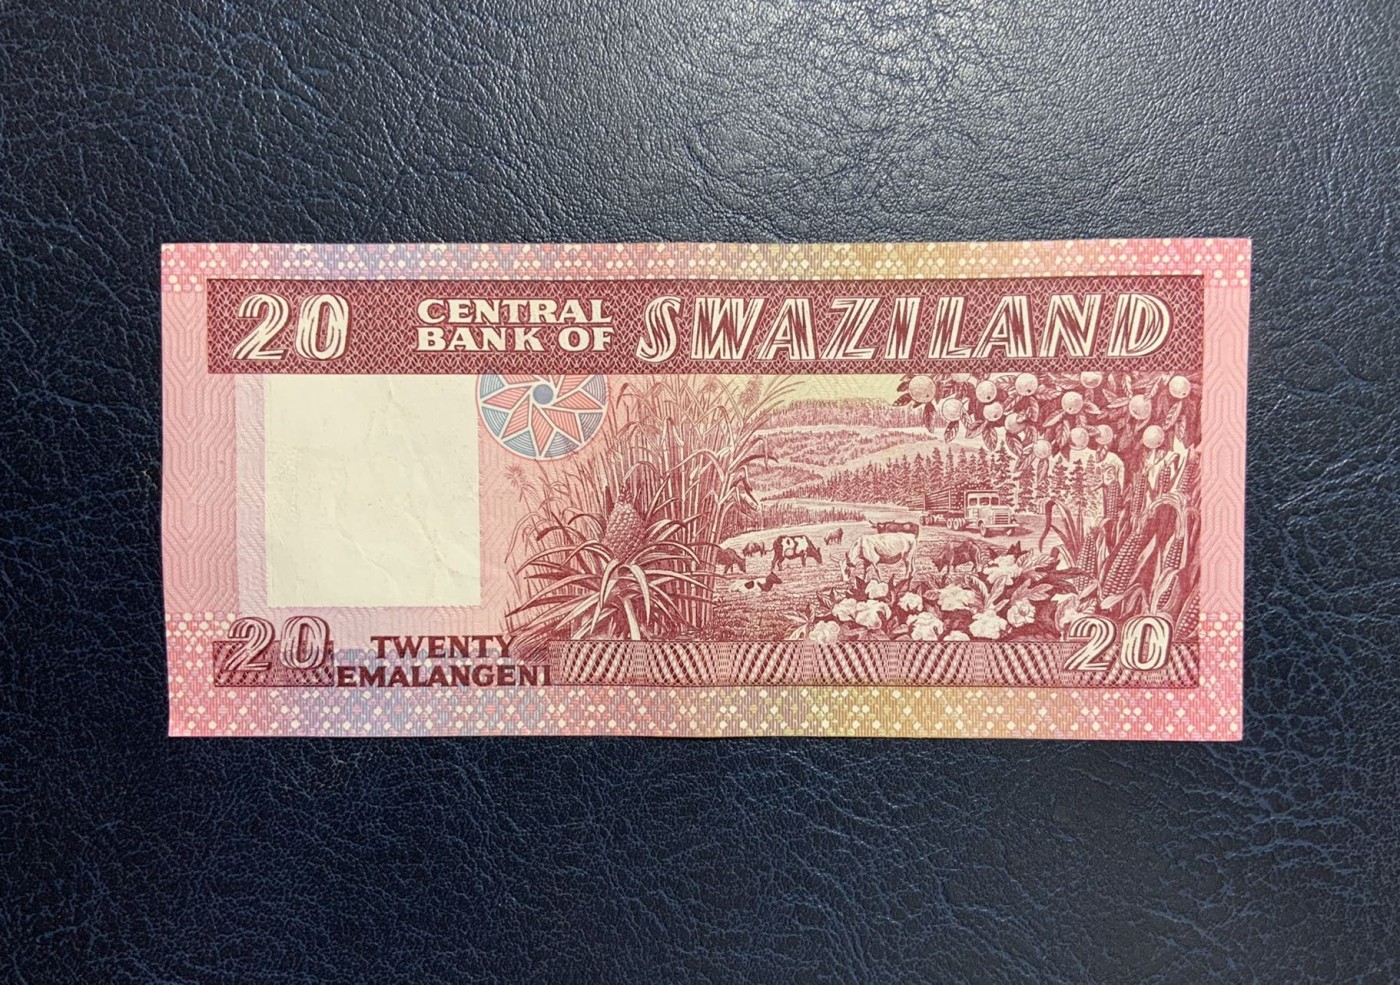 20 CENTRAL BANK OF SWAZILAND
20 TWENTY EMALANGENI 20